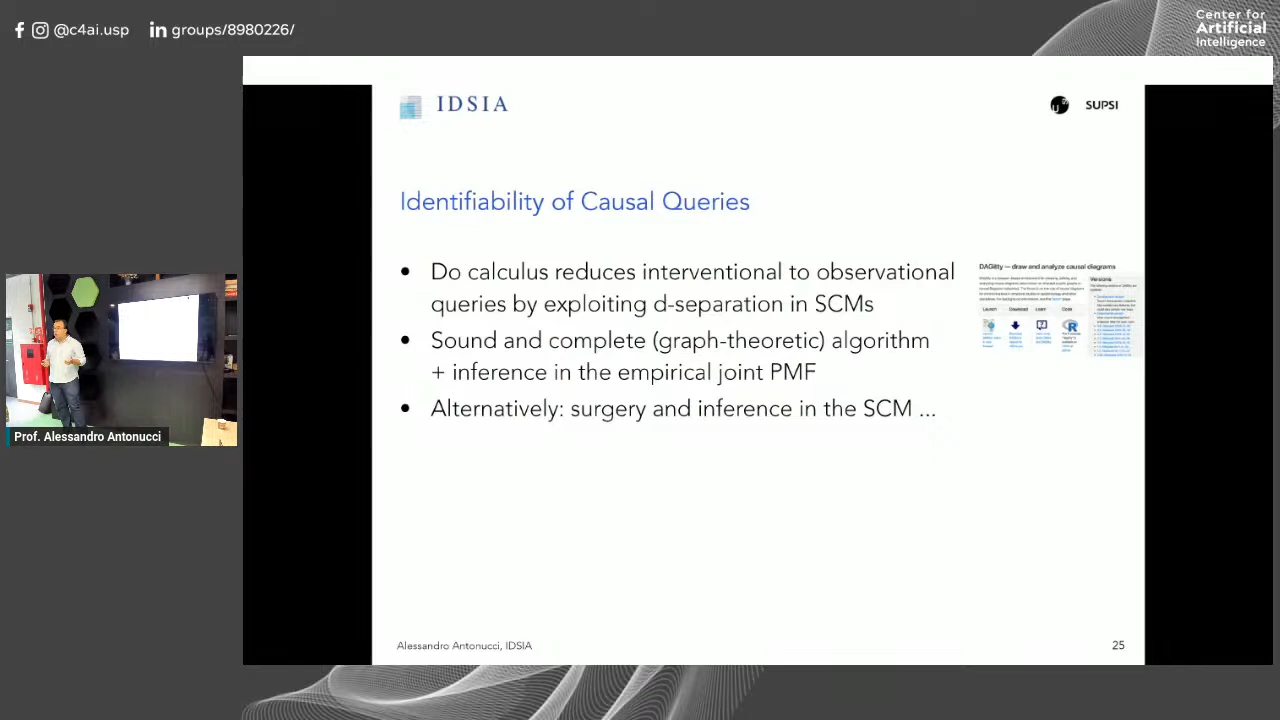 @c4ai.usp
groups/8980226/
Center for
Artificial
Intelligence
IDSIA
SUPSI
Identifiability of Causal Queries
• Do calculus reduces interventional to observational
queries by exploiting d-separation in SCMs
• Sound and complete (graph-theoretic) algorithm
+ inference in the empirical joint PMF
• Alternatively: surgery and inference in the SCM ...
DAGitty — draw and analyze causal diagrams
Versions
Launch Download Learn Code
Prof. Alessandro Antonucci
Alessandro Antonucci, IDSIA
25